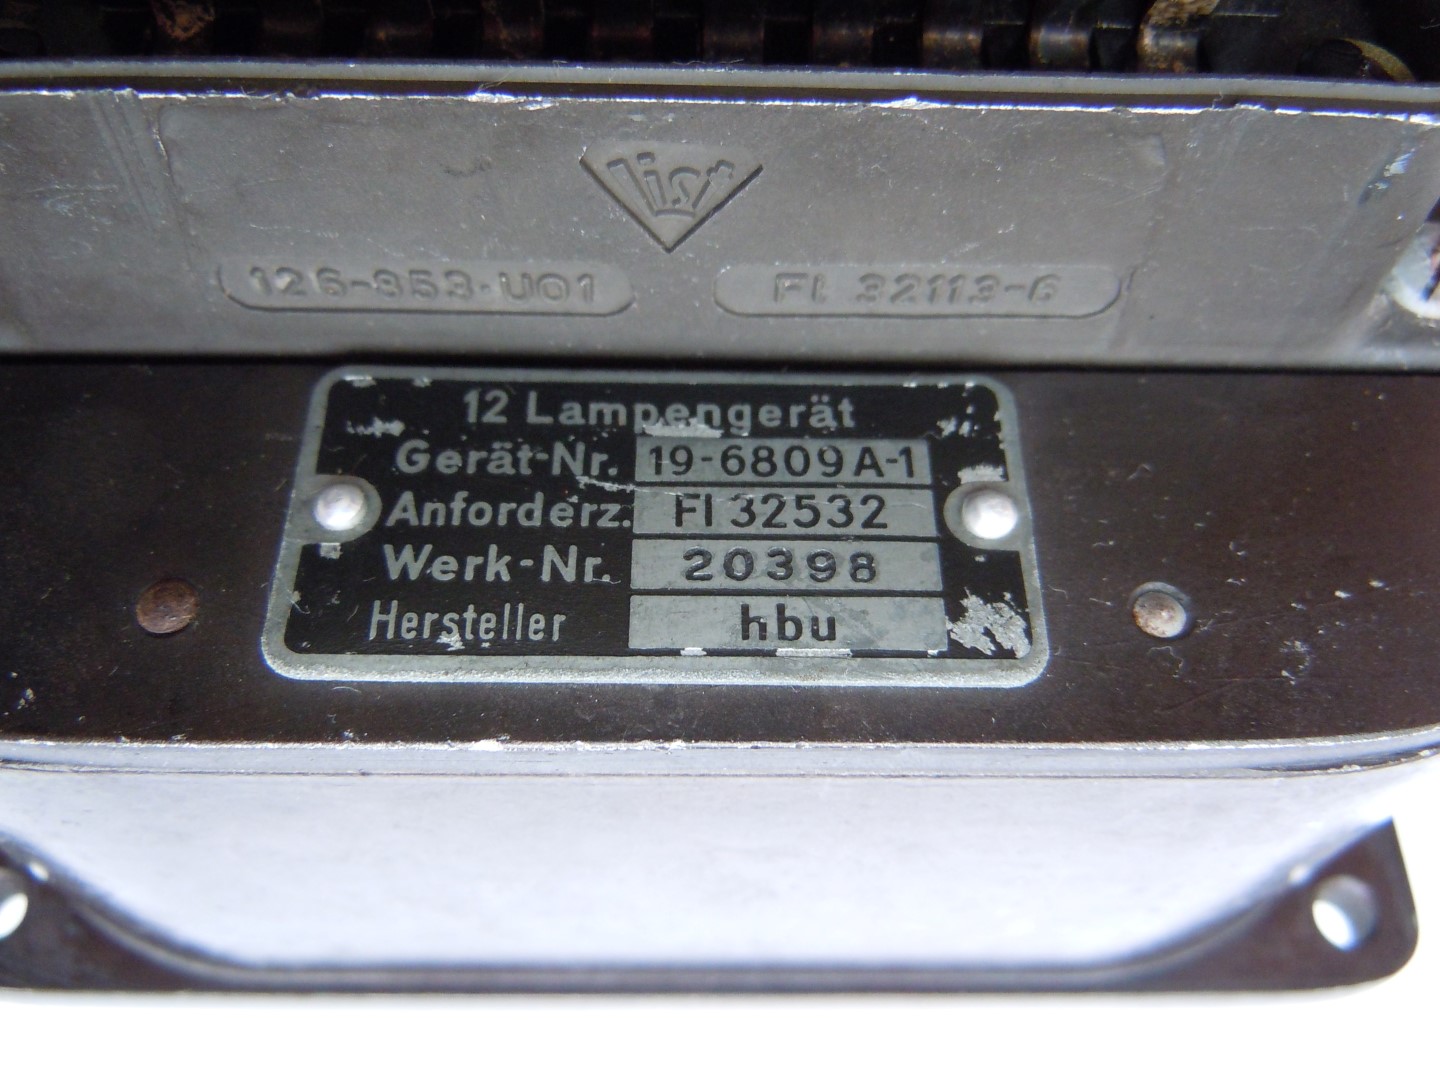 list
126-853·U01 Fl 32113-6
12 Lampengerät
Gerät-Nr. 19-6809A-1
Anforderz. Fl 32532
Werk-Nr. 20398
Hersteller hbu